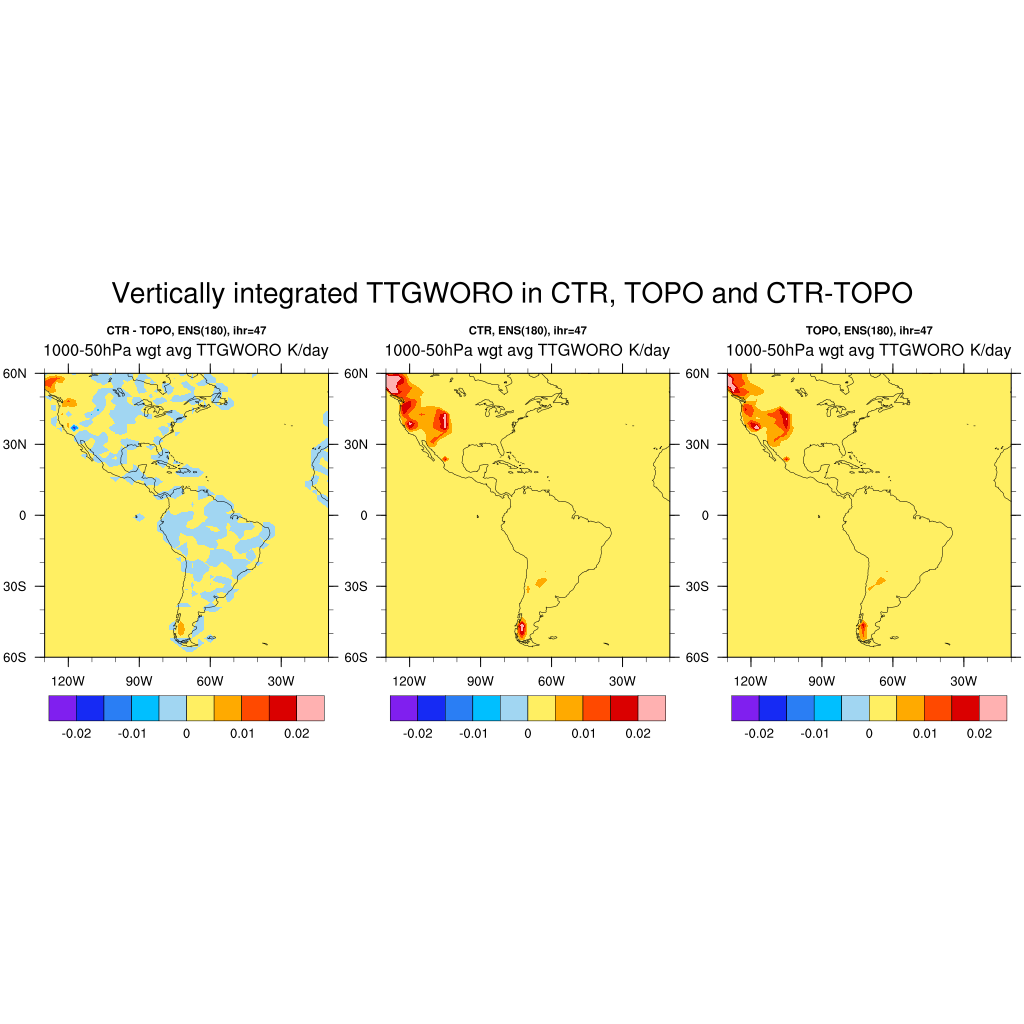 Vertically integrated TTGWORO in CTR, TOPO and CTR-TOPO
CTR - TOPO, ENS(180), ihr=47
1000-50hPa wgt avg TTGWORO K/day
60N
30N
0
30S
60S
120W 90W 60W 30W
-0.02 -0.01 0 0.01 0.02
CTR, ENS(180), ihr=47
1000-50hPa wgt avg TTGWORO K/day
60N
30N
0
30S
60S
120W 90W 60W 30W
-0.02 -0.01 0 0.01 0.02
TOPO, ENS(180), ihr=47
1000-50hPa wgt avg TTGWORO K/day
60N
30N
0
30S
60S
120W 90W 60W 30W
-0.02 -0.01 0 0.01 0.02